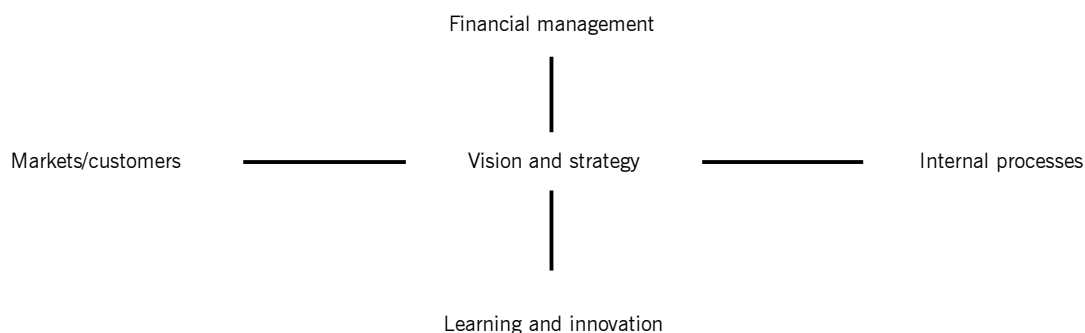 Financial management
Markets/customers
Vision and strategy
Internal processes
Learning and innovation